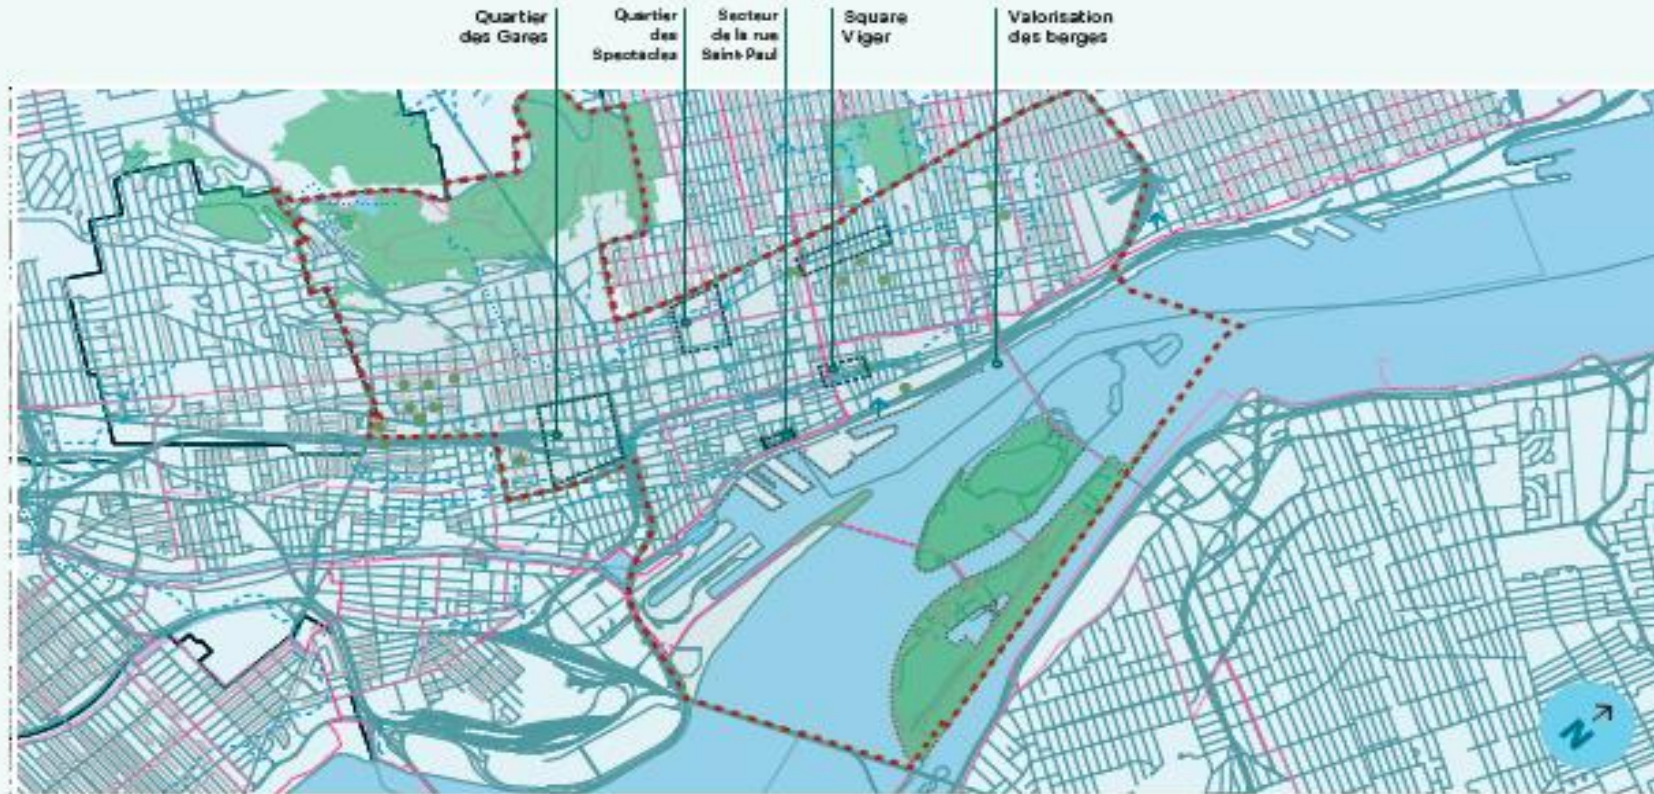 Quartier
des Gares
Quartier
des
Spectacles
Secteur
de la rue
Saint-Paul
Square
Viger
Valorisation
des berges
N